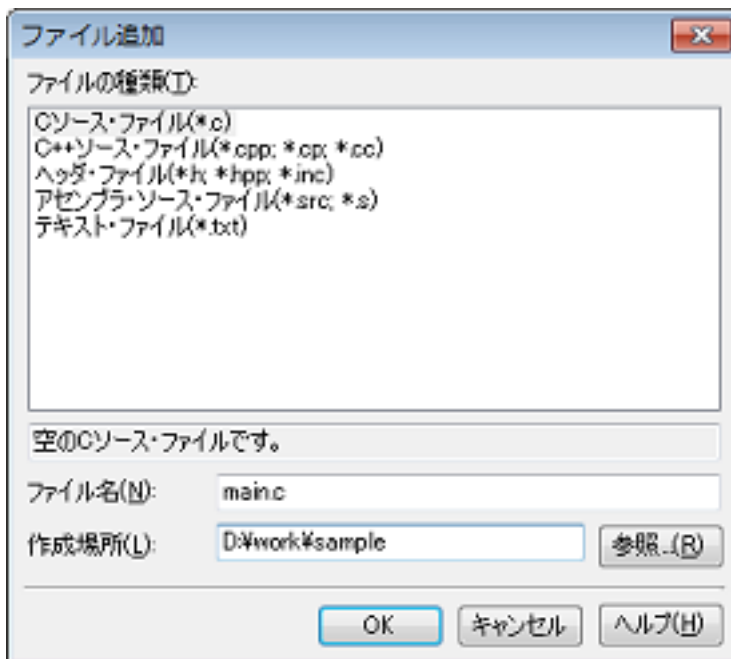 ファイル追加
ファイルの種類(T):
Cソース・ファイル(*.c)
C++ソース・ファイル(*.cpp; *.cp; *.cc)
ヘッダ・ファイル(*.h; *.hpp; *.inc)
アセンブラ・ソース・ファイル(*.src; *.s)
テキスト・ファイル(*.txt)
空のCソース・ファイルです。
ファイル名(N): main.c
作成場所(L): D:¥work¥sample 参照...(R)
OK キャンセル ヘルプ(H)